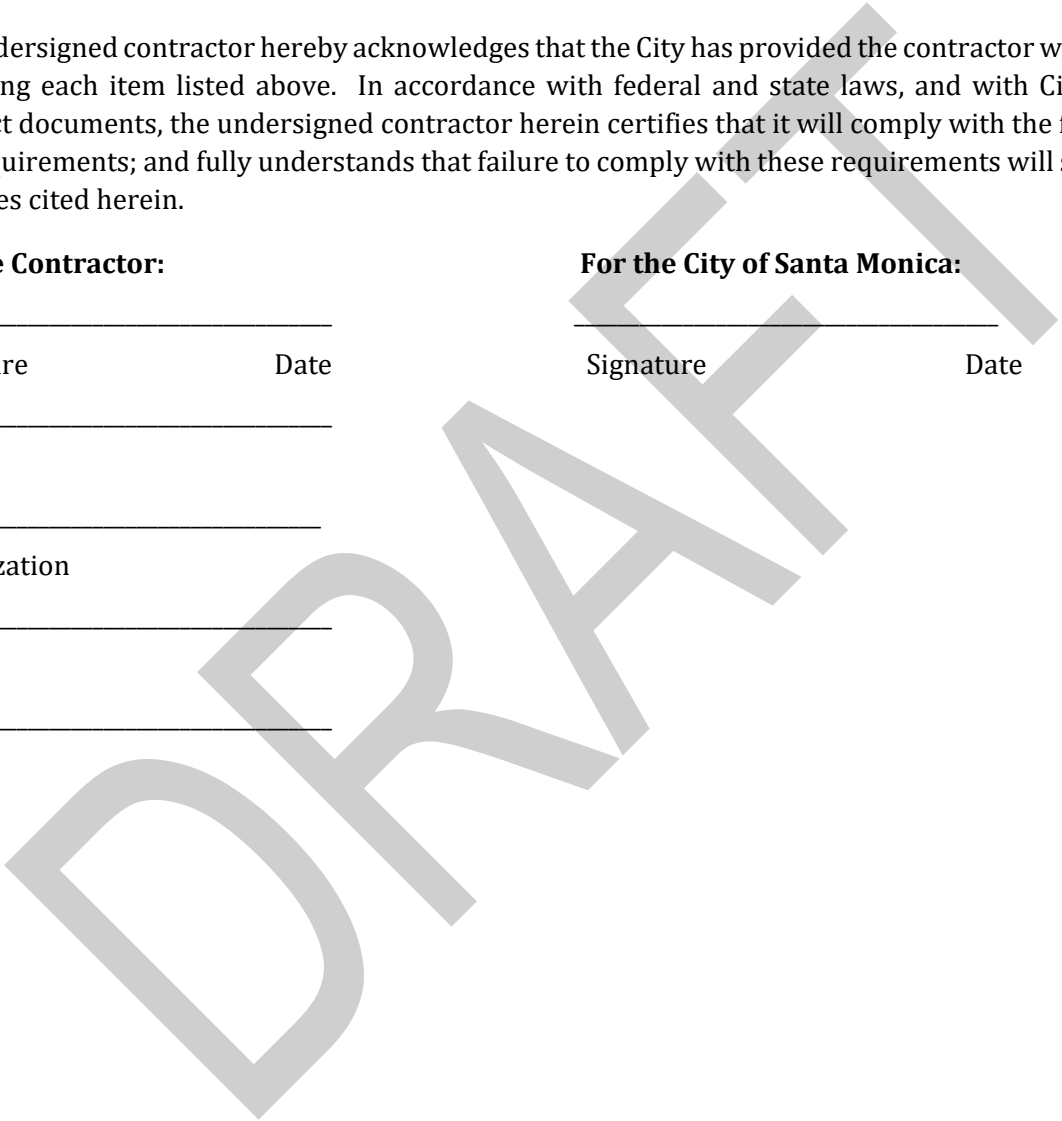 dersigned contractor hereby acknowledges that the City has provided the contractor w
ng each item listed above. In accordance with federal and state laws, and with Ci
ct documents, the undersigned contractor herein certifies that it will comply with the f
quirements; and fully understands that failure to comply with these requirements will s
es cited herein.
e Contractor: For the City of Santa Monica:
re Date Signature Date
zation
DRAFT